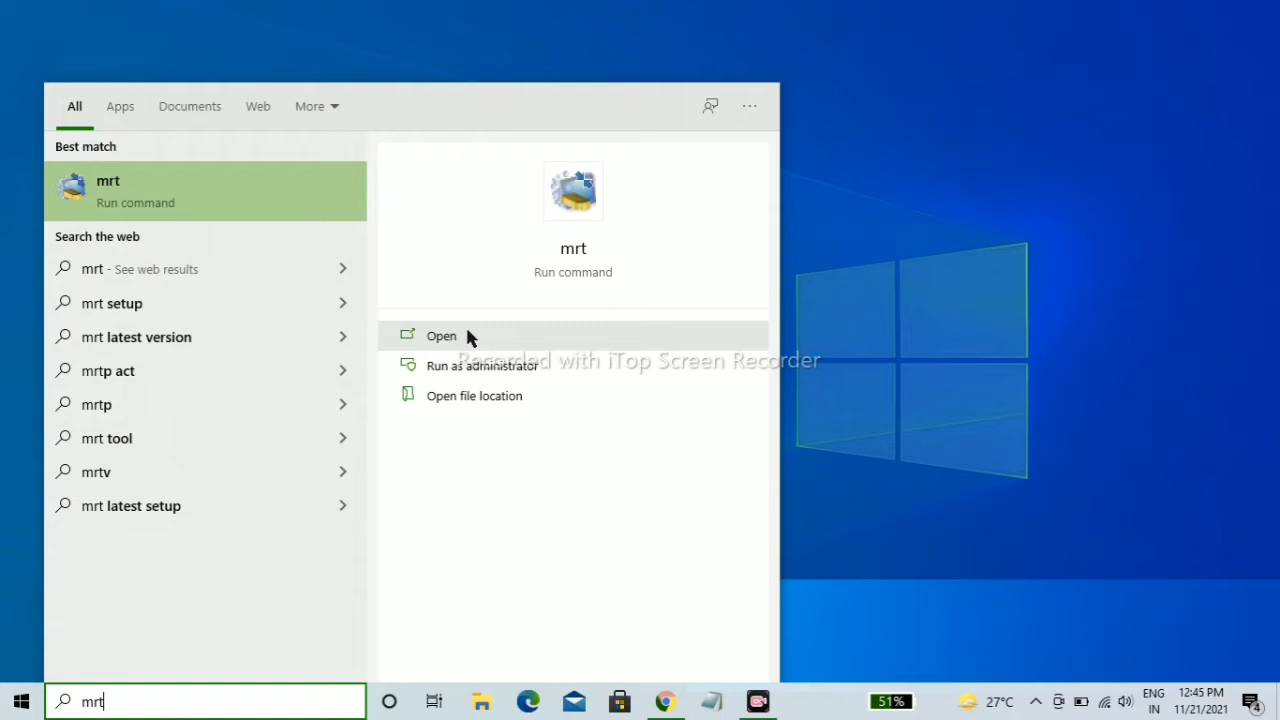 All Apps Documents Web More
Best match
mrt
Run command
Search the web
mrt - See web results
mrt setup
mrt latest version
mrtp act
mrtp
mrt tool
mrtv
mrt latest setup
mrt
Run command
Open
Recorded with iTop Screen Recorder
Run as administrator
Open file location
mrt
51%
27°C
ENG
IN
12:45 PM
11/21/2021
4